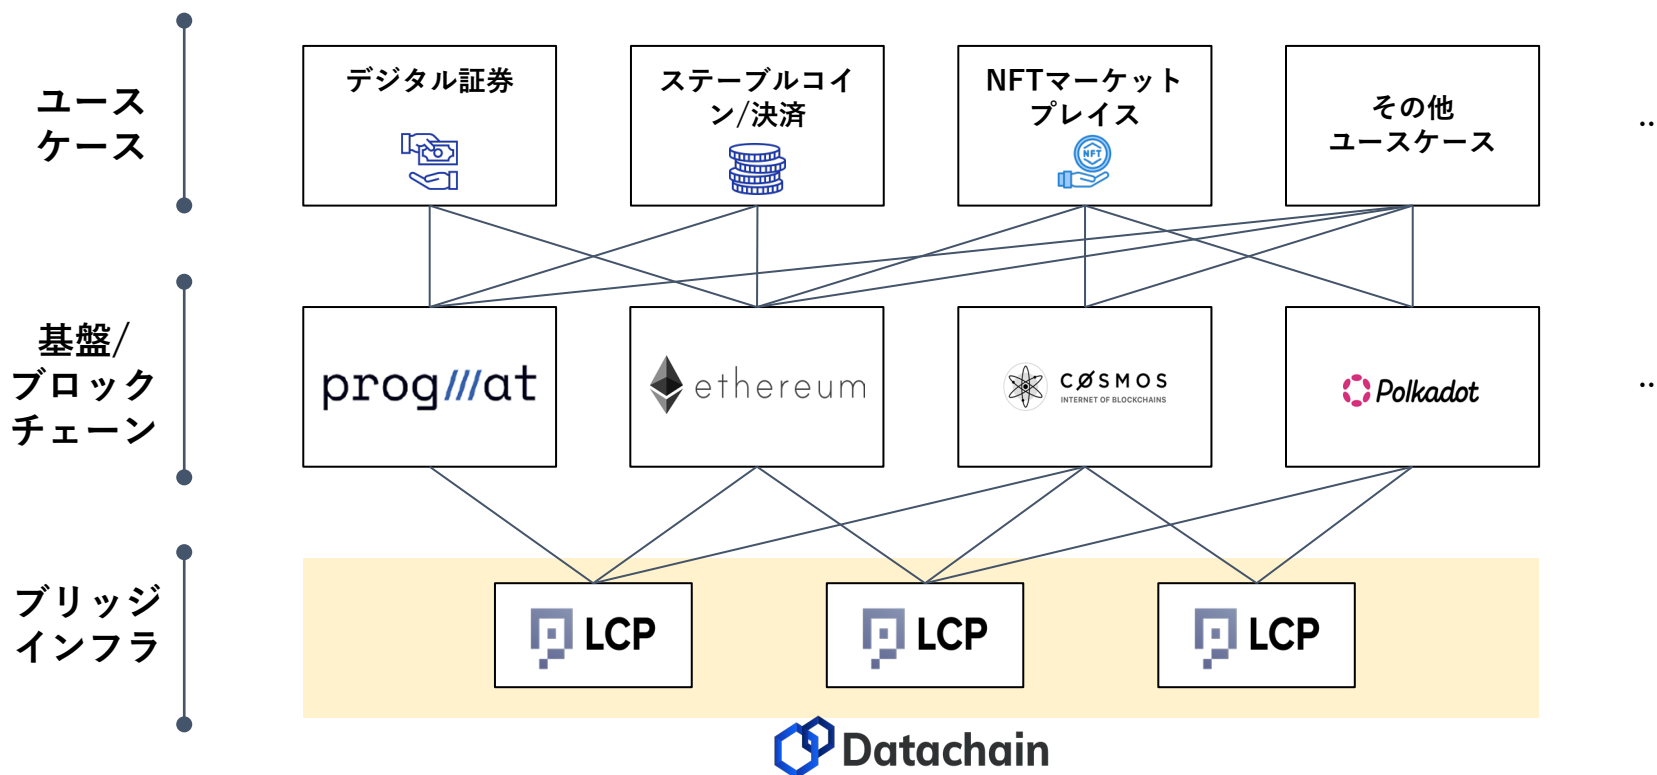 ユース
ケース
デジタル証券
ステーブルコイ
ン/決済
NFTマーケット
プレイス
NFT
その他
ユースケース
..
基盤/
ブロック
チェーン
progmat
ethereum
COSMOS
INTERNET OF BLOCKCHAINS
Polkadot
..
ブリッジ
インフラ
LCP
LCP
LCP
Datachain